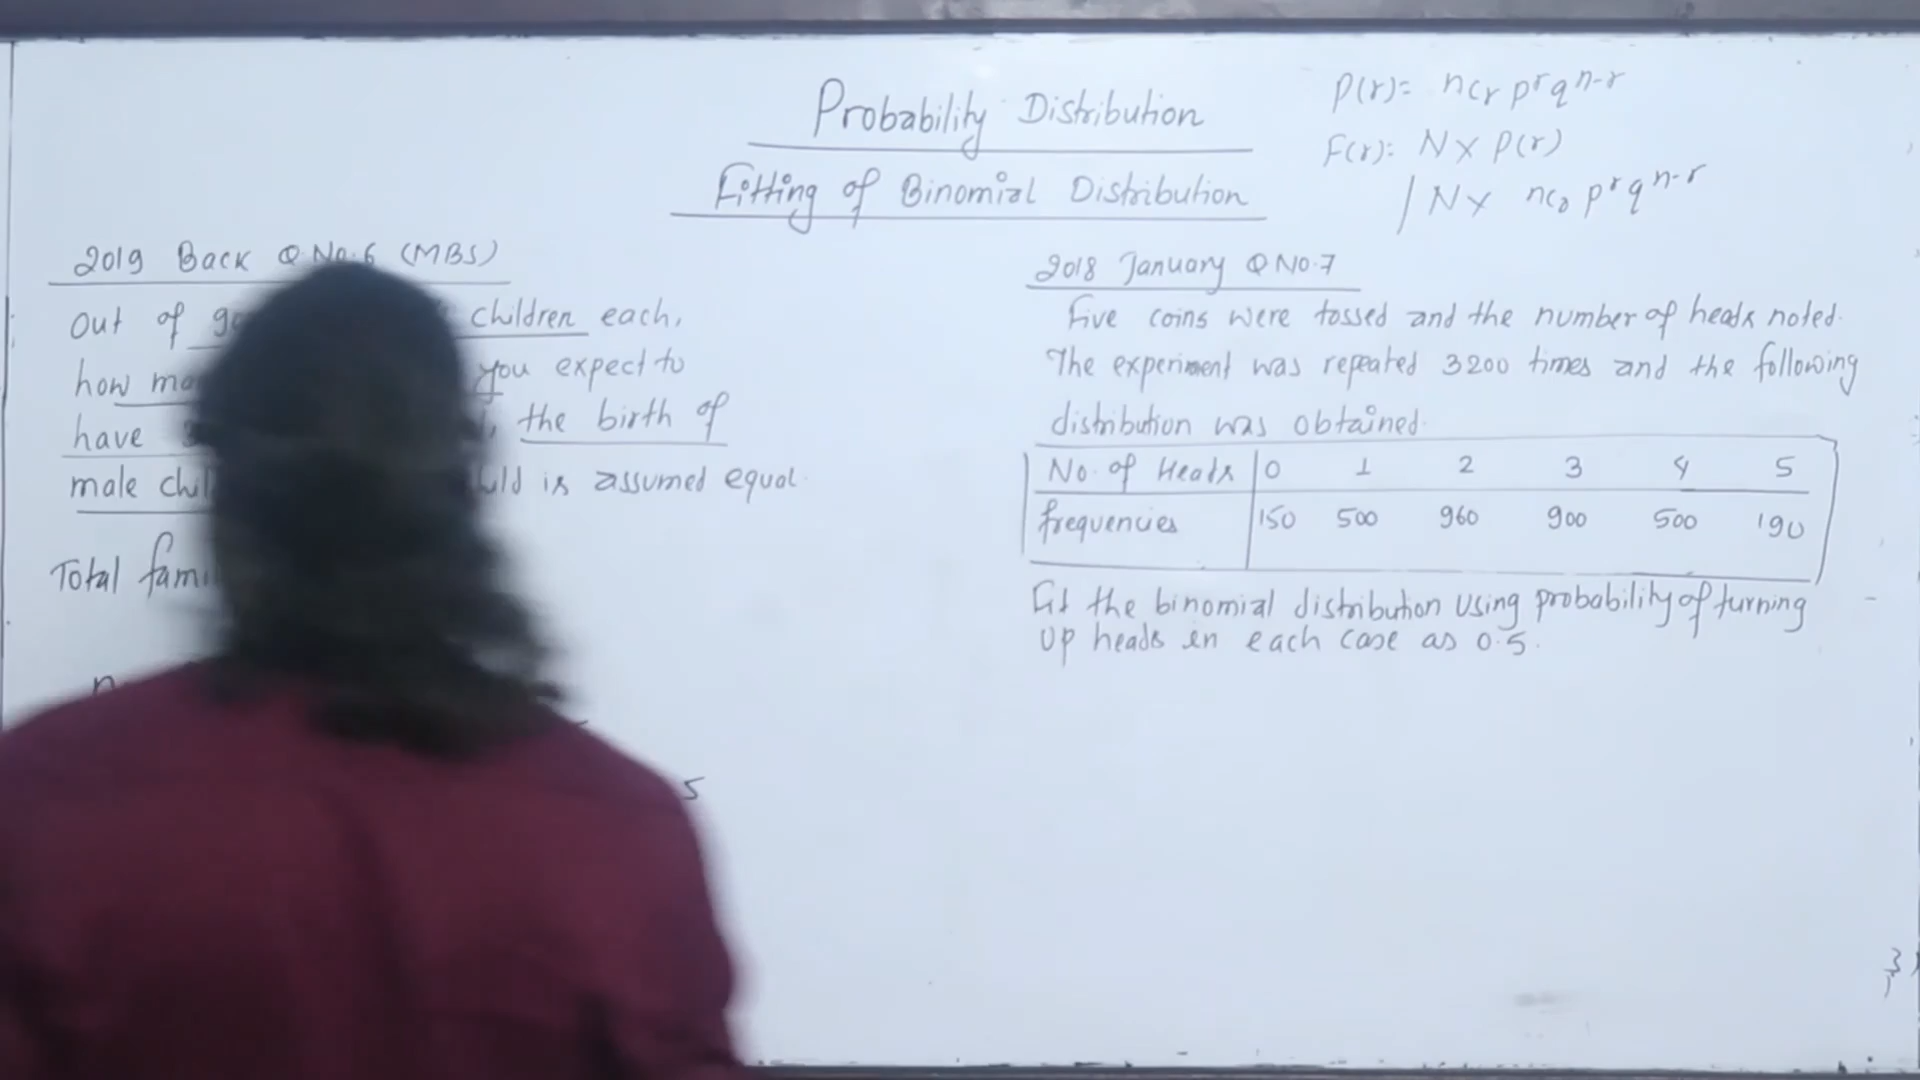 Probability Distribution
Fitting of Binomial Distribution
P(r)= ncr p^r q^n-r
F(r)= N x P(r)
/ N x nc0 p^r q^n-r
2019 Back Q.No.6 (MBS)
Out of children each,
how you expect to
have the birth of
male is assumed equal.
Total
n
5
2018 January Q NO.7
Five coins were tossed and the number of heads noted.
The experiment was repeated 3200 times and the following
distribution was obtained.
No. of Heads 0 1 2 3 4 5
frequencies 150 500 960 900 500 190
Fit the binomial distribution using probability of turning
up heads in each case as 0.5.
3